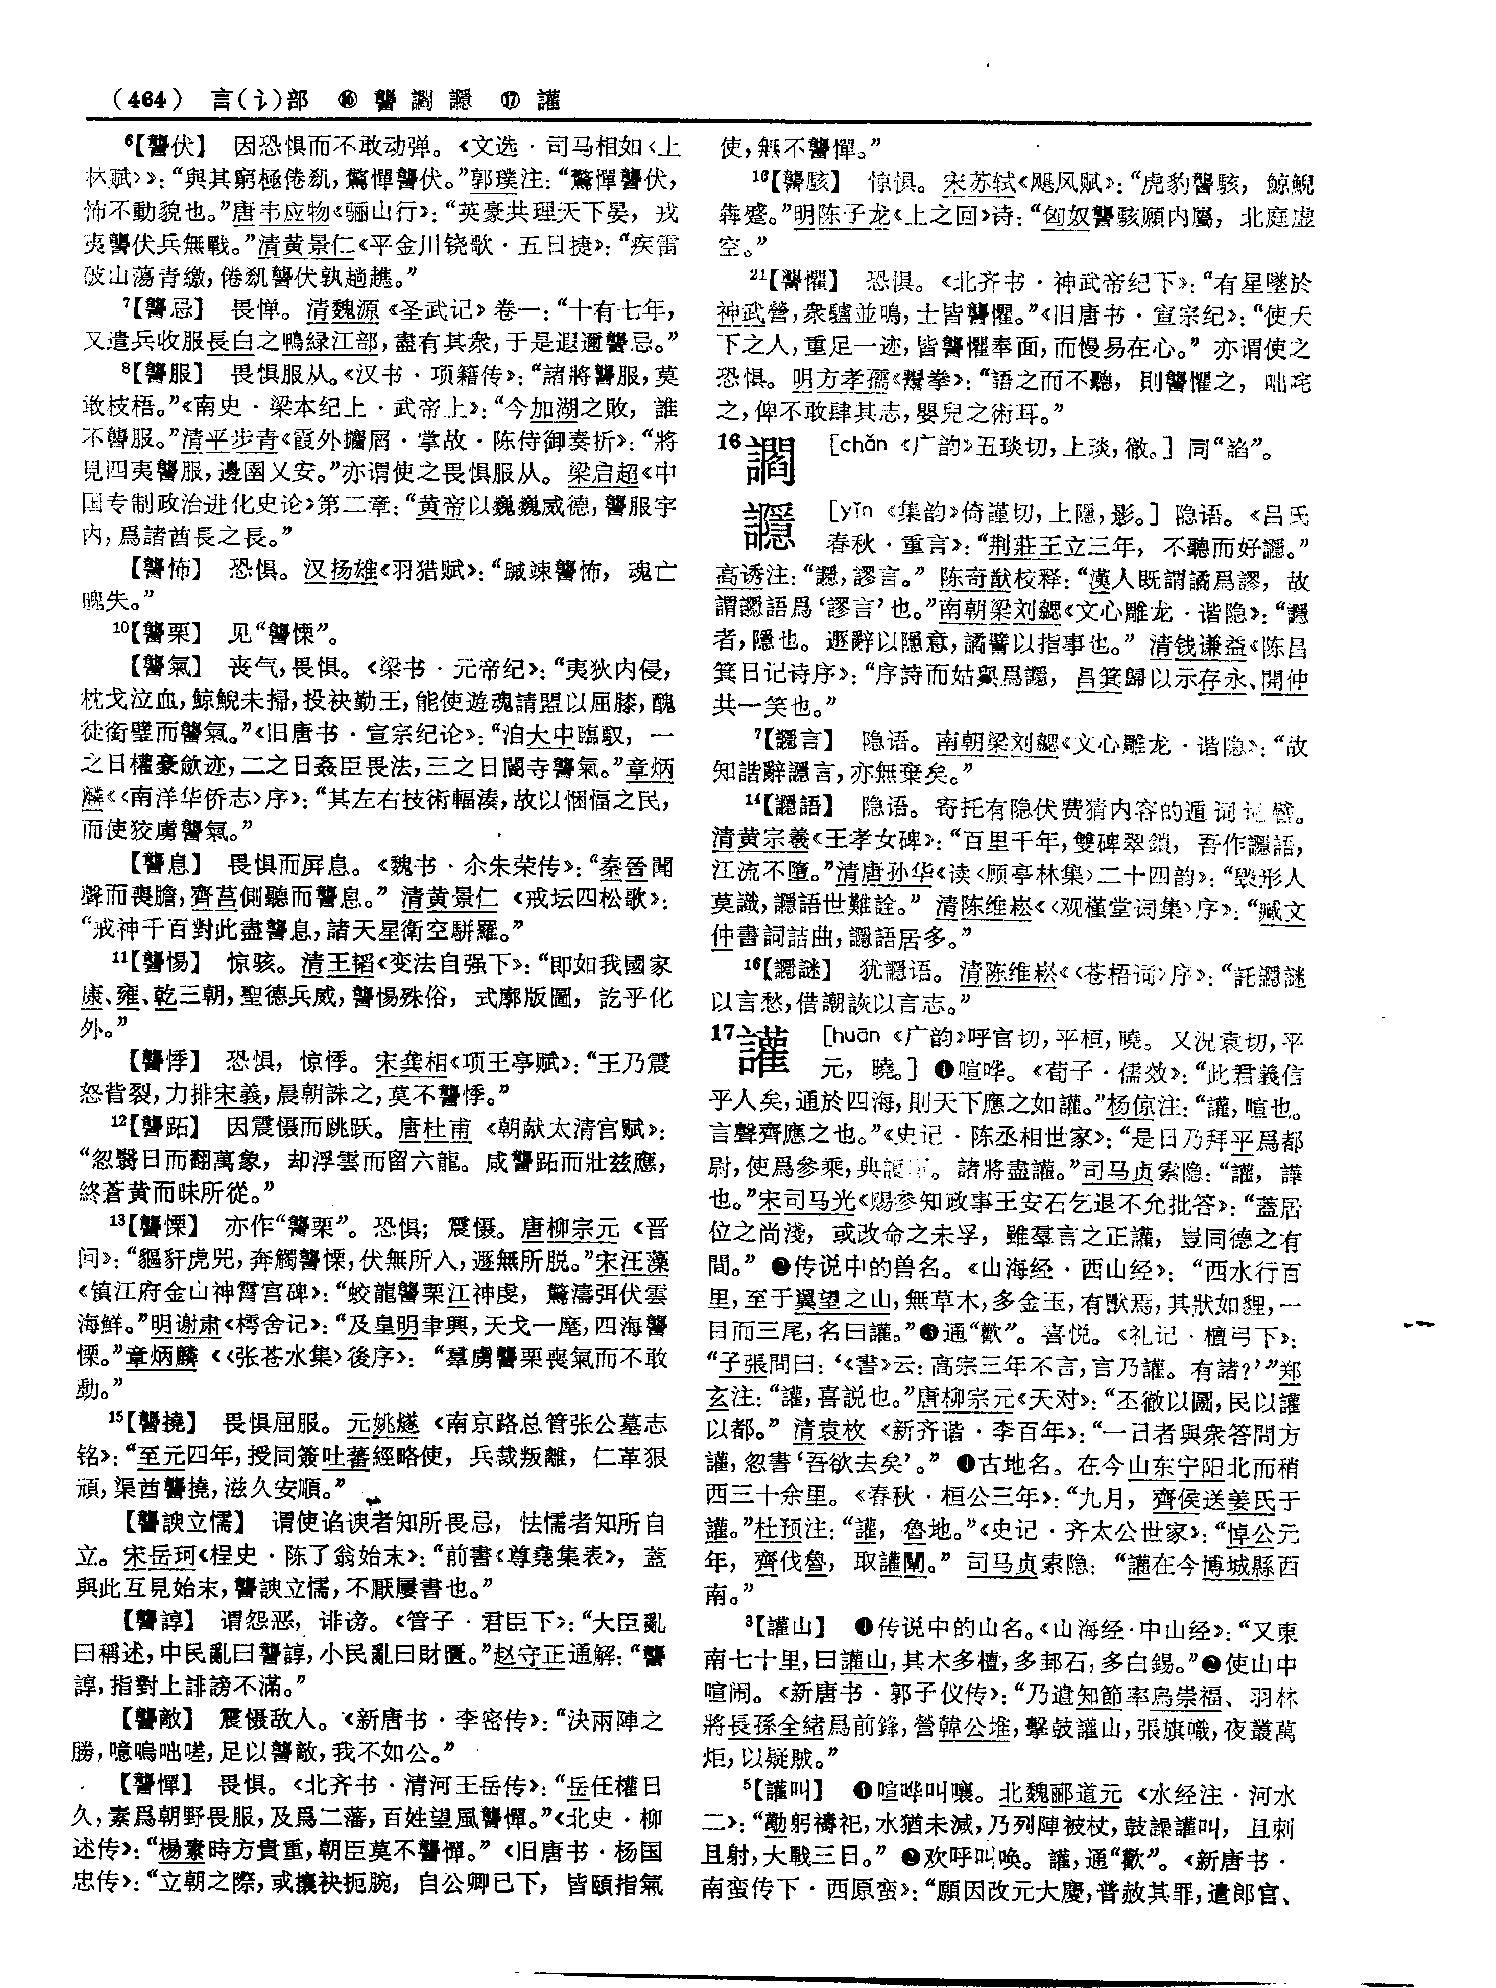 (464) 言(讠)部 ⑯ 讋 讇 讔 ⑰ 讙
⁶【讋伏】 因恐惧而不敢动弹。《文选·司马相如〈上
林赋〉》：“與其窮極倦䡎，驚憚讋伏。”郭璞注：“驚憚讋伏，
怖不動貌也。”唐韦应物《骊山行》：“英豪共理天下晏，戎
夷讋伏兵無戰。”清黄景仁《平金川铙歌·五日捷》：“疾雷
破山蕩青缴，倦䡎讋伏孰趫趭。”
⁷【讋忌】 畏惮。清魏源《圣武记》卷一：“十有七年，
又遣兵收服長白之鴨緑江部，盡有其衆，于是遐邇讋忌。”
⁸【讋服】 畏惧服从。《汉书·项籍传》：“諸將讋服，莫
敢枝梧。”《南史·梁本纪上·武帝上》：“今加湖之敗，誰
不讋服。”清平步青《霞外攟屑·掌故·陈侍御奏折》：“將
見四夷讋服，邊圉乂安。”亦谓使之畏惧服从。梁启超《中
国专制政治进化史论》第二章：“黄帝以巍巍威德，讋服宇
内，爲諸酋長之長。”
【讋怖】 恐惧。汉扬雄《羽猎赋》：“踧竦讋怖，魂亡
魄失。”
¹⁰【讋栗】 见“讋慄”。
【讋氣】 丧气，畏惧。《梁书·元帝纪》：“夷狄内侵，
枕戈泣血，鯨鯢未掃，投袂勤王，能使遊魂請盟以屈膝，醜
徒銜璧而讋氣。”《旧唐书·宣宗纪论》：“洎大中臨馭，一
之日權豪歛迹，二之日姦臣畏法，三之日閽寺讋氣。”章炳
麟《〈南洋华侨志〉序》：“其左右技術輻湊，故以悃愊之民，
而使狡虜讋氣。”
【讋息】 畏惧而屏息。《魏书·尒朱荣传》：“秦晉聞
聲而喪膽，齊莒側聽而讋息。”清黄景仁《戒坛四松歌》：
“戒神千百對此盡讋息，諸天星衛空駢羅。”
¹¹【讋惕】 惊骇。清王韬《变法自强下》：“即如我國家
康、雍、乾三朝，聖德兵威，讋惕殊俗，式廓版圖，訖乎化
外。”
【讋悸】 恐惧，惊悸。宋龚相《项王亭赋》：“王乃震
怒眥裂，力排宋義，晨朝誅之，莫不讋悸。”
¹²【讋跖】 因震慑而跳跃。唐杜甫《朝献太清宫赋》：
“忽翳日而翻萬象，却浮雲而留六龍。咸讋跖而壯兹應，
終蒼黄而昧所從。”
¹³【讋慄】 亦作“讋栗”。恐惧；震慑。唐柳宗元《晋
问》：“貙豻虎兕，奔觸讋慄，伏無所入，遯無所脱。”宋汪藻
《镇江府金山神霄宫碑》：“蛟龍讋栗江神虔，驚濤弭伏雲
海鮮。”明谢肃《樗舍记》：“及皇明聿興，天戈一麾，四海讋
慄。”章炳麟《〈张苍水集〉後序》：“羣虜讋栗喪氣而不敢
動。”
¹⁵【讋撓】 畏惧屈服。元姚燧《南京路总管张公墓志
铭》：“至元四年，授同簽吐蕃經略使，兵裁叛離，仁革狠
頑，渠酋讋撓，滋久安順。”
【讋諛立懦】 谓使谄谀者知所畏忌，怯懦者知所自
立。宋岳珂《桯史·陈了翁始末》：“前書《尊堯集表》，蓋
與此互見始末，讋諛立懦，不厭屢書也。”
【讋諄】 谓怨恶，诽谤。《管子·君臣下》：“大臣亂
曰稱述，中民亂曰讋諄，小民亂曰財匱。”赵守正通解：“讋
諄，指對上誹謗不滿。”
【讋敵】 震慑敌人。《新唐书·李密传》：“決兩陣之
勝，噫嗚咄嗟，足以讋敵，我不如公。”
【讋憚】 畏惧。《北齐书·清河王岳传》：“岳任權日
久，素爲朝野畏服，及爲二藩，百姓望風讋憚。”《北史·柳
述传》：“楊素時方貴重，朝臣莫不讋憚。”《旧唐书·杨国
忠传》：“立朝之際，或攘袂扼腕，自公卿已下，皆頤指氣
使，無不讋憚。”
¹⁶【讋駭】 惊惧。宋苏轼《飓风赋》：“虎豹讋駭，鯨鯢
犇蹙。”明陈子龙《上之回》诗：“匈奴讋駭願内屬，北庭虚
空。”
²¹【讋懼】 恐惧。《北齐书·神武帝纪下》：“有星墜於
神武營，衆驢並鳴，士皆讋懼。”《旧唐书·宣宗纪》：“使天
下之人，重足一迹，皆讋懼奉面，而慢易在心。”亦谓使之
恐惧。明方孝孺《鬷拳》：“語之而不聽，則讋懼之，咄咤
之，俾不敢肆其志，嬰兒之術耳。”
16讇 [chǎn 《广韵》丑琰切，上琰，徹。] 同“諂”。
讔 [yǐn 《集韵》倚謹切，上隱，影。] 隐语。《吕氏
春秋·重言》：“荆莊王立三年，不聽而好讔。”
高诱注：“讔，謬言。”陈奇猷校释：“漢人既謂譎爲謬，故
謂讔語爲‘謬言’也。”南朝梁刘勰《文心雕龙·谐隐》：“讔
者，隱也。遯辭以隱意，譎譬以指事也。”清钱谦益《陈昌
箕日记诗序》：“序詩而姑與爲讔，昌箕歸以示存永、開仲
共一笑也。”
⁷【讔言】 隐语。南朝梁刘勰《文心雕龙·谐隐》：“故
知諧辭讔言，亦無棄矣。”
¹⁴【讔語】 隐语。寄托有隐伏费猜内容的遁词 譬。
清黄宗羲《王孝女碑》：“百里千年，雙碑翠鎖，吾作讔語，
江流不墮。”清唐孙华《读〈顾亭林集〉二十四韵》：“毁形人
莫識，讔語世難詮。”清陈维崧《〈观槿堂词集〉序》：“臧文
仲書詞詰曲，讔語居多。”
¹⁶【讔謎】 犹讔语。清陈维崧《〈苍梧词〉序》：“託讔謎
以言愁，借謿詼以言志。”
17讙 [huān 《广韵》呼官切，平桓，曉。又況袁切，平
元，曉。] ❶喧哗。《荀子·儒效》：“此君義信
乎人矣，通於四海，則天下應之如讙。”杨倞注：“讙，喧也。
言聲齊應之也。”《史记·陈丞相世家》：“是日乃拜平爲都
尉，使爲參乘，典 。諸將盡讙。”司马贞索隐：“讙，譁
也。”宋司马光《赐参知政事王安石乞退不允批答》：“蓋居
位之尚淺，或改命之未孚，雖羣言之正讙，豈同德之有
間。”❷传说中的兽名。《山海经·西山经》：“西水行百
里，至于翼望之山，無草木，多金玉，有獸焉，其狀如貍，一
目而三尾，名曰讙。”❸通“歡”。喜悦。《礼记·檀弓下》：
“子張問曰：‘《書》云：高宗三年不言，言乃讙。有諸？’”郑
玄注：“讙，喜説也。”唐柳宗元《天对》：“丕徹以圖，民以讙
以都。”清袁枚《新齐谐·李百年》：“一日者與衆答問方
讙，忽書‘吾欲去矣’。”❹古地名。在今山东宁阳北而稍
西三十余里。《春秋·桓公三年》：“九月，齊侯送姜氏于
讙。”杜预注：“讙，魯地。”《史记·齐太公世家》：“悼公元
年，齊伐魯，取讙、闡。”司马贞索隐：“讙在今博城縣西
南。”
³【讙山】 ❶传说中的山名。《山海经·中山经》：“又東
南七十里，曰讙山，其木多檀，多邽石，多白錫。”❷使山中
喧闹。《新唐书·郭子仪传》：“乃遣知節率烏崇福、羽林
將長孫全緒爲前鋒，營韓公堆，擊鼓讙山，張旗幟，夜叢萬
炬，以疑賊。”
⁵【讙叫】 ❶喧哗叫嚷。北魏郦道元《水经注·河水
二》：“勱躬禱祀，水猶未減，乃列陣被杖，鼓譟讙叫，且刺
且射，大戰三日。”❷欢呼叫唤。讙，通“歡”。《新唐书·
南蛮传下·西原蛮》：“願因改元大慶，普赦其罪，遣郎官、